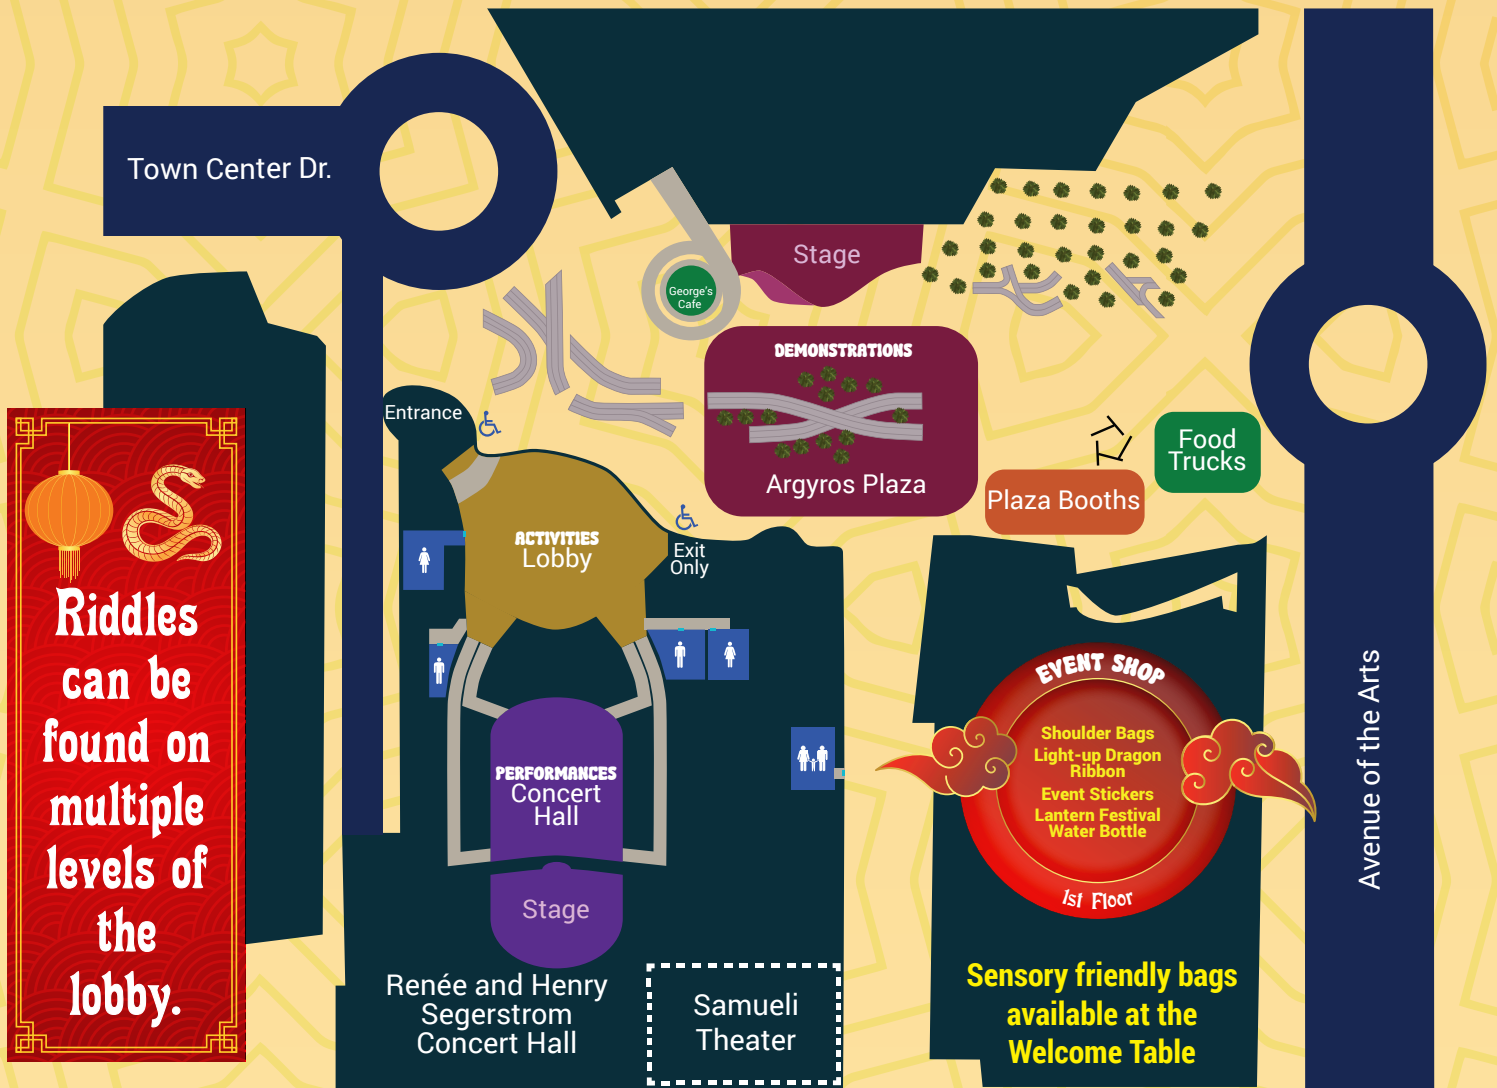 Town Center Dr.
Stage
George's
Cafe
DEMONSTRATIONS
Argyros Plaza
Entrance
Food
Trucks
Plaza Booths
ACTIVITIES
Lobby
Exit
Only
Riddles
can be
found on
multiple
levels of
the
lobby.
EVENT SHOP
Shoulder Bags
Light-up Dragon
Ribbon
Event Stickers
Lantern Festival
Water Bottle
1st Floor
Avenue of the Arts
PERFORMANCES
Concert
Hall
Stage
Renée and Henry
Segerstrom
Concert Hall
Samueli
Theater
Sensory friendly bags
available at the
Welcome Table